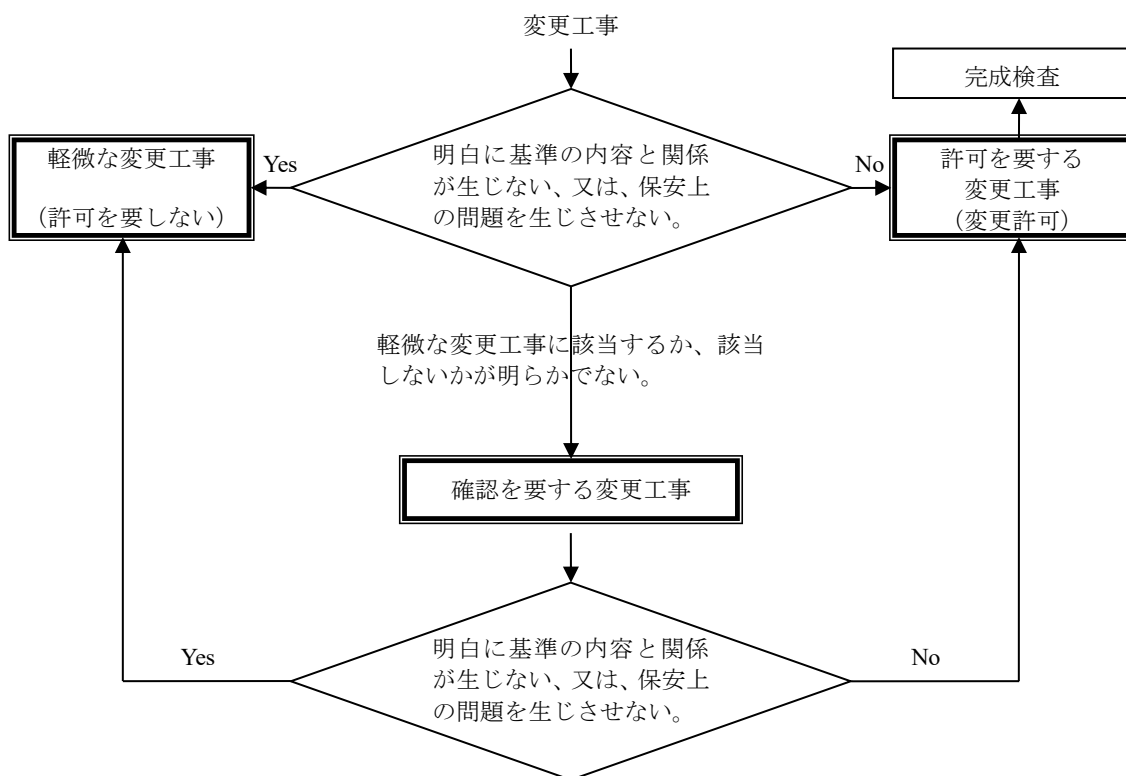 変更工事
完成検査
軽微な変更工事
（許可を要しない）
Yes
明白に基準の内容と関係
が生じない、又は、保安上
の問題を生じさせない。
No
許可を要する
変更工事
（変更許可）
軽微な変更工事に該当するか、該当
しないかが明らかでない。
確認を要する変更工事
Yes
明白に基準の内容と関係
が生じない、又は、保安上
の問題を生じさせない。
No